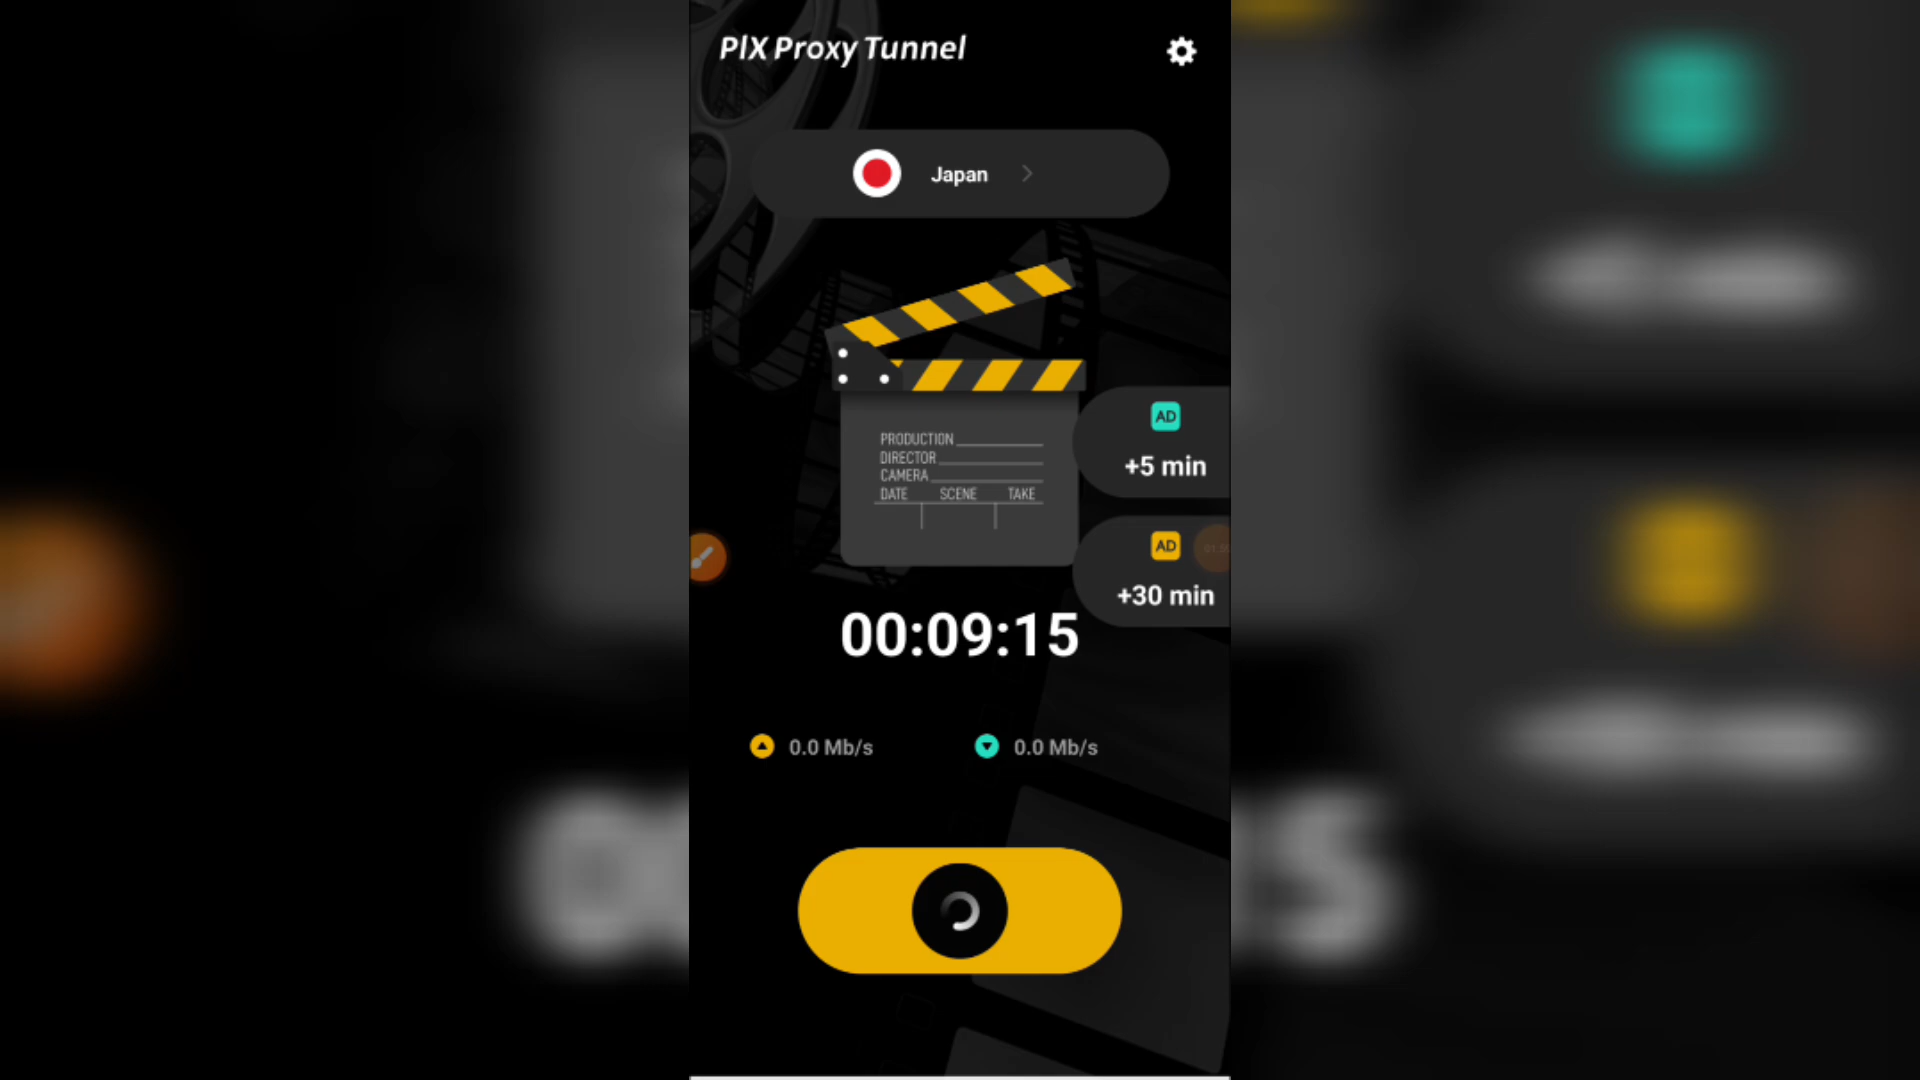 PlX Proxy Tunnel
Japan
PRODUCTION
DIRECTOR
CAMERA
DATE SCENE TAKE
AD
+5 min
AD
+30 min
00:09:15
0.0 Mb/s
0.0 Mb/s